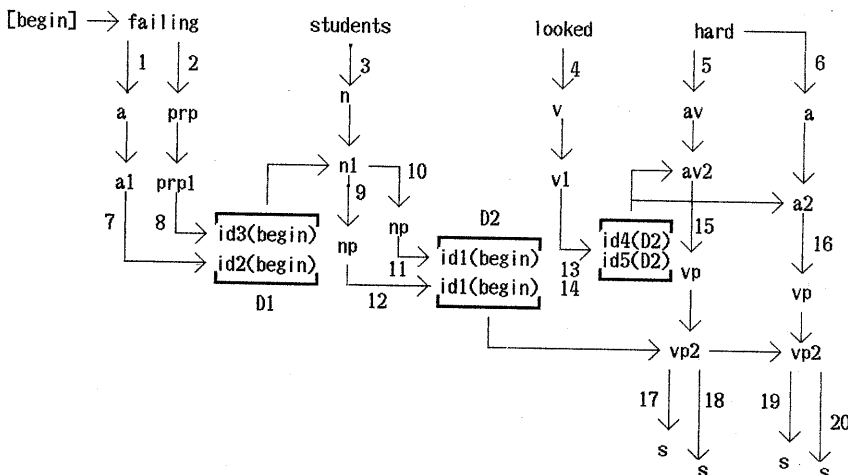 [begin] failing students looked hard
1 2 3 4 5 6
a prp n v av a
a1 prp1 n1 v1 av2 a2
9 10
7 8 np np D2 15 16
id3(begin) id1(begin) id4(D2)
id2(begin) id1(begin) id5(D2)
11 13 vp
12 14 vp
D1
vp2 vp2
17 18 19 20
s s s s